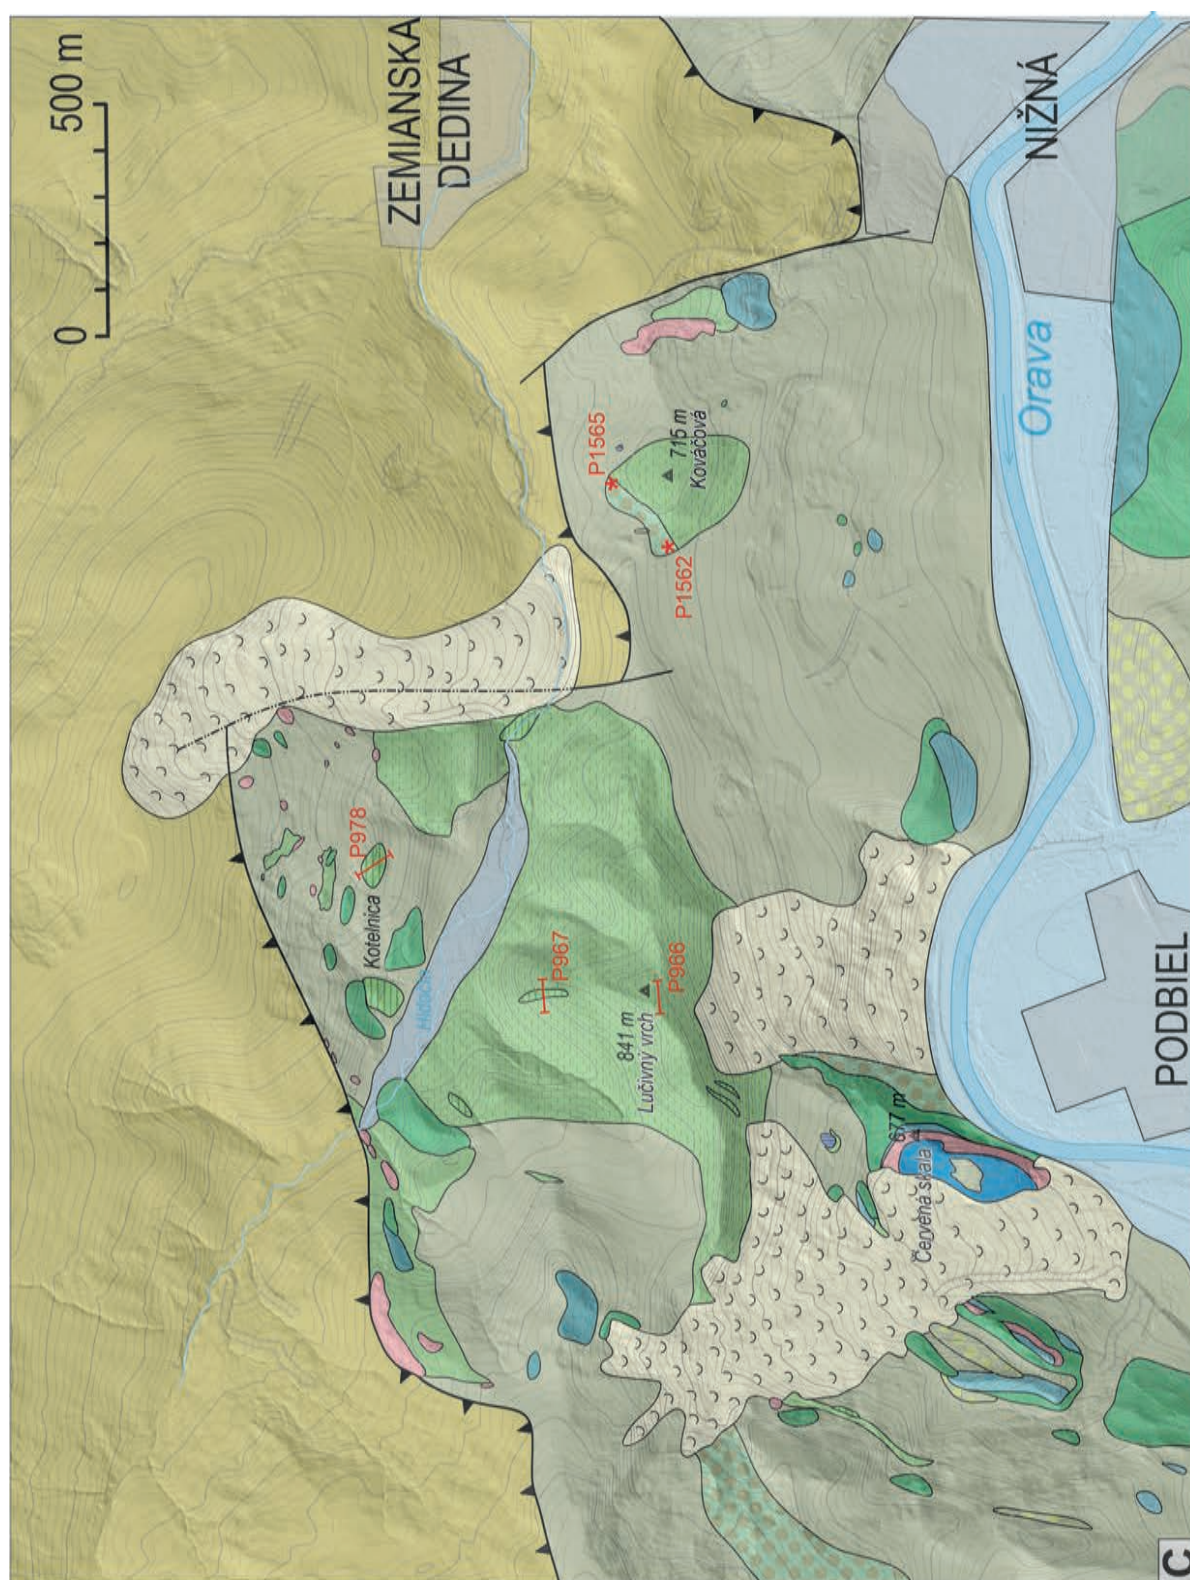 0 500 m
ZEMIANSKA
DEDINA
NIŽNÁ
Orava
P1565
715 m
Kováčová
P1562
P978
Kotelnica
P967
841 m
Lučivný vrch
P966
677 m
Červená skala
PODBIEL
C